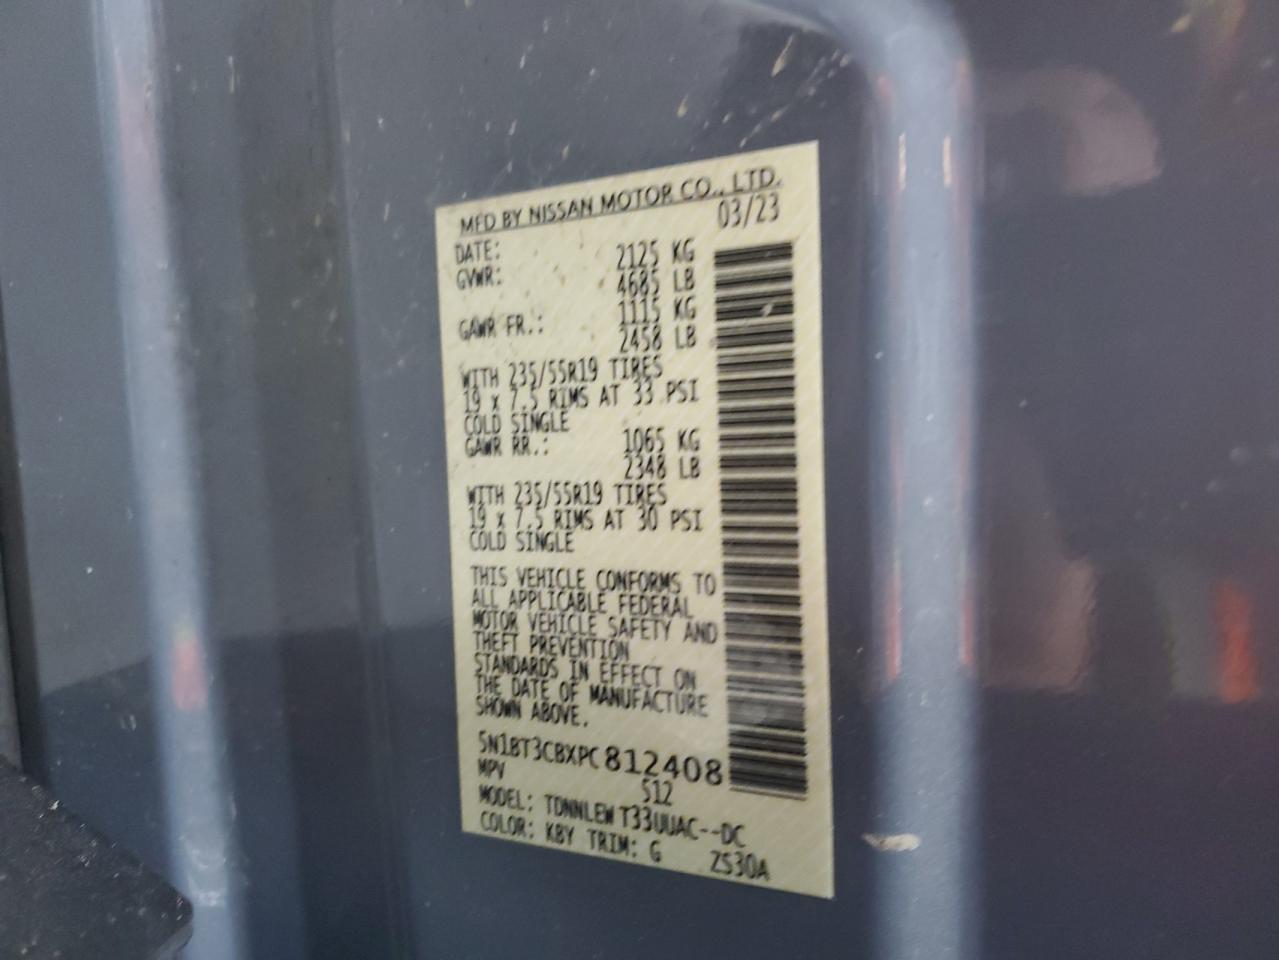 MFD BY NISSAN MOTOR CO., LTD.
DATE: 03/23
GVWR: 2125 KG
4685 LB
GAWR FR.: 1115 KG
2458 LB
WITH 235/55R19 TIRES
19 x 7.5 RIMS AT 33 PSI
COLD SINGLE
GAWR RR.: 1065 KG
2348 LB
WITH 235/55R19 TIRES
19 x 7.5 RIMS AT 30 PSI
COLD SINGLE
THIS VEHICLE CONFORMS TO
ALL APPLICABLE FEDERAL
MOTOR VEHICLE SAFETY AND
THEFT PREVENTION
STANDARDS IN EFFECT ON
THE DATE OF MANUFACTURE
SHOWN ABOVE.
5N1BT3CBXPC812408
MPV 512
MODEL: TDNNLEW T33UUAC--DC
COLOR: KBY TRIM: G ZS30A